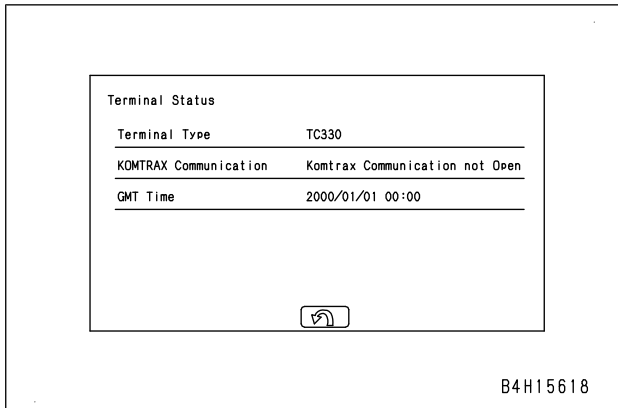 Terminal Status
Terminal Type TC330
KOMTRAX Communication Komtrax Communication not Open
GMT Time 2000/01/01 00:00
B4H15618